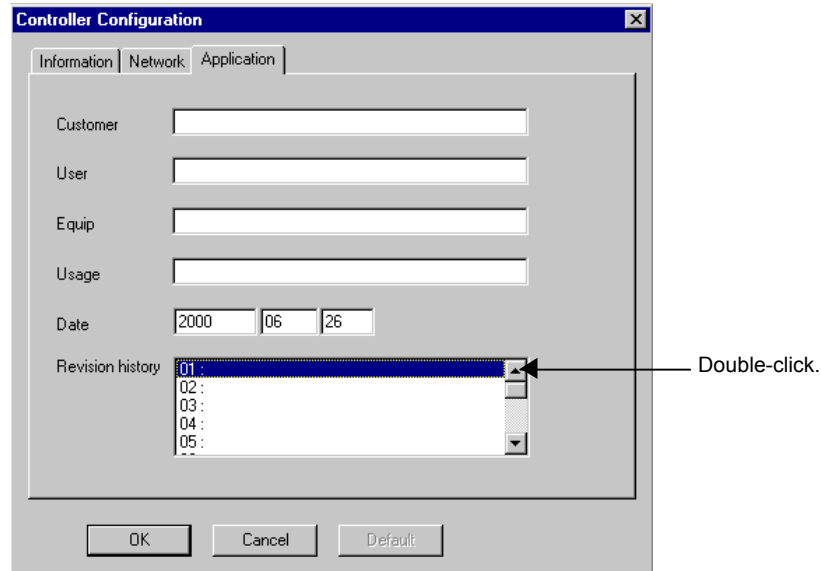 Controller Configuration
Information Network Application
Customer
User
Equip
Usage
Date 2000 06 26
Revision history 01 :
Double-click.
02 :
03 :
04 :
05 :
OK Cancel Default